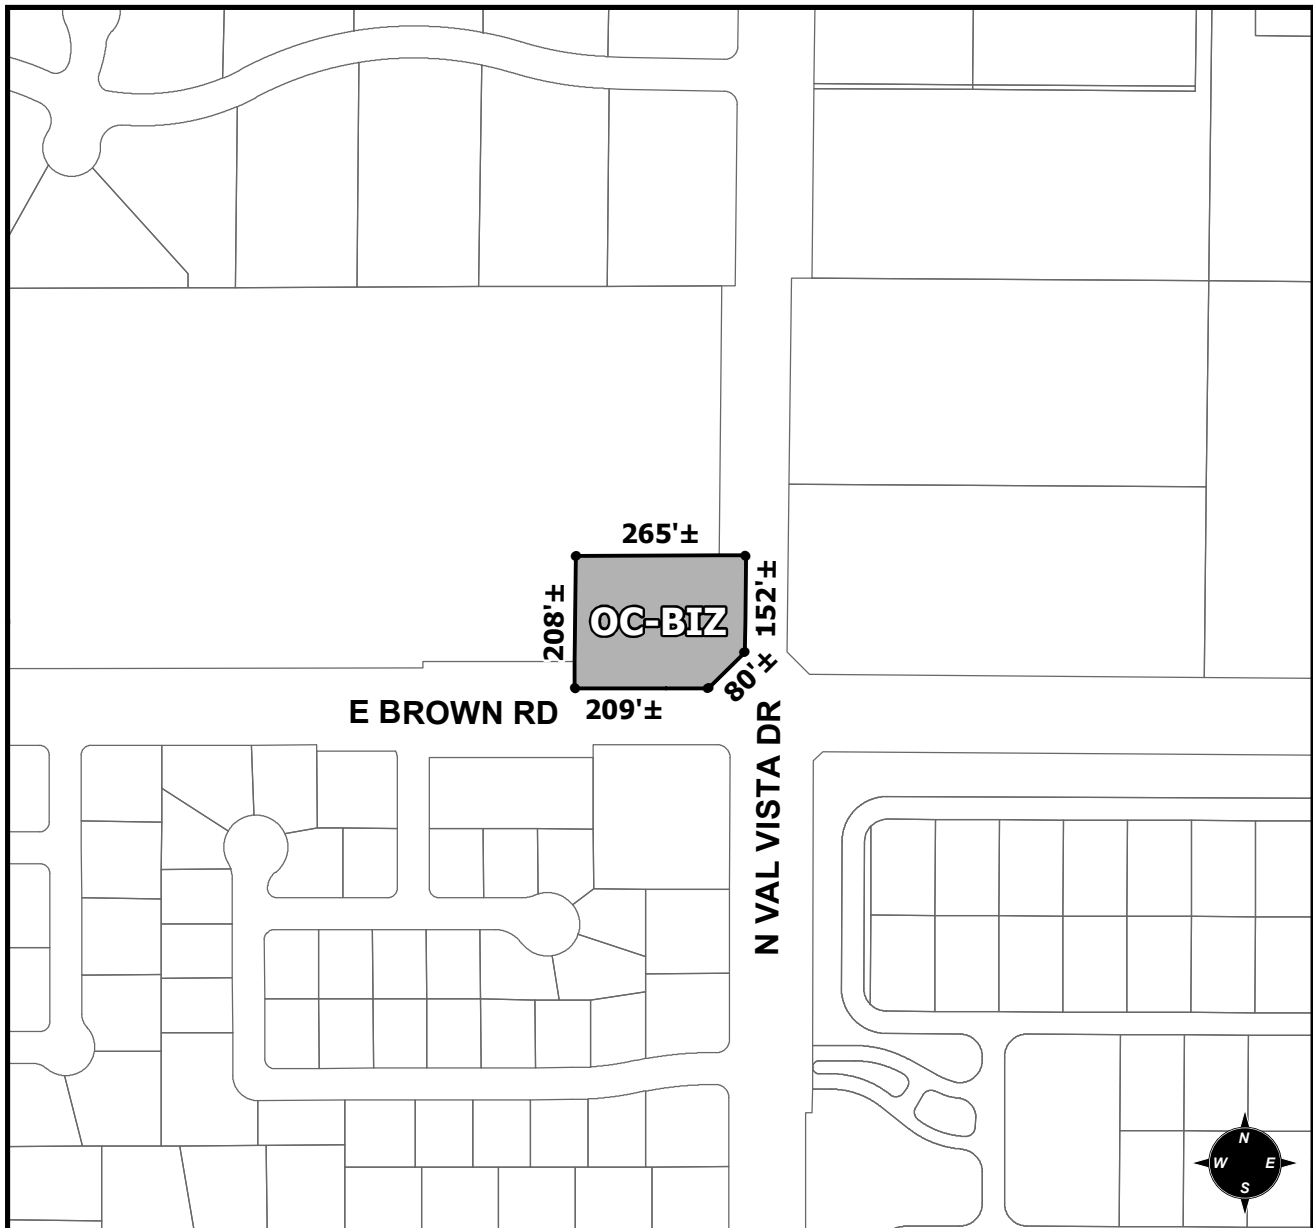 265'±
208'±
OC-BIZ
152'±
80'±
E BROWN RD
209'±
N VAL VISTA DR
N
W E
S